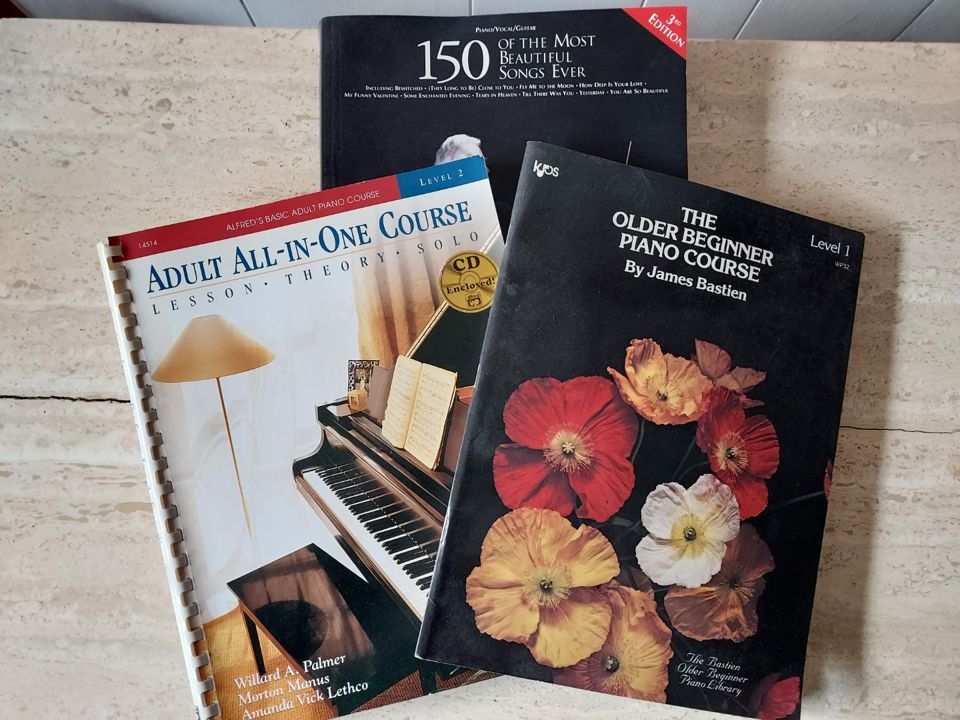 PIANO/VOCAL/GUITAR
3RD EDITION
150 OF THE MOST
BEAUTIFUL
SONGS EVER
INCLUDING BEWITCHED • (THEY LONG TO BE) CLOSE TO YOU • FLY ME TO THE MOON • HOW DEEP IS YOUR LOVE •
MY FUNNY VALENTINE • SOME ENCHANTED EVENING • TEARS IN HEAVEN • TILL THERE WAS YOU • YESTERDAY • YOU ARE SO BEAUTIFUL
14514
ALFRED'S BASIC ADULT PIANO COURSE
LEVEL 2
ADULT ALL-IN-ONE COURSE
LESSON • THEORY • SOLO
CD
Enclosed!
Alfred
Willard A. Palmer
Morton Manus
Amanda Vick Lethco
KJOS
THE
OLDER BEGINNER
PIANO COURSE
By James Bastien
Level 1
WP32
The Bastien
Older Beginner
Piano Library